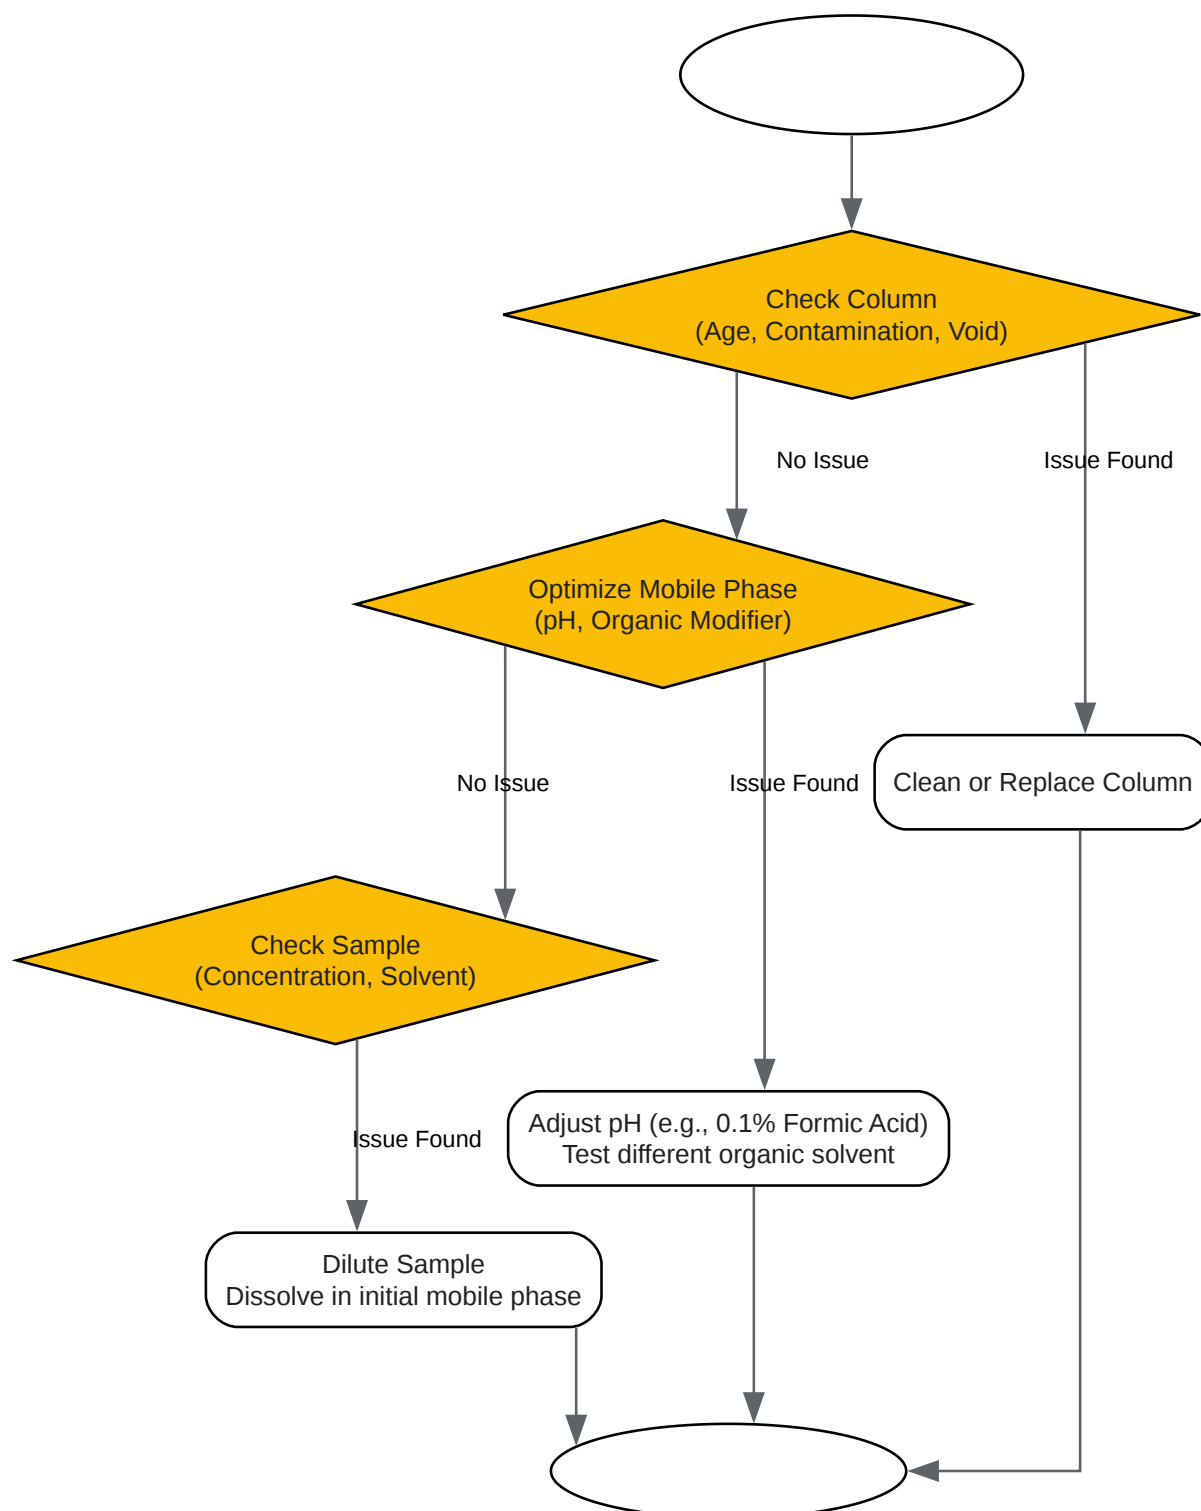 Check Column
(Age, Contamination, Void)
No Issue
Issue Found
Optimize Mobile Phase
(pH, Organic Modifier)
No Issue
Issue Found
Clean or Replace Column
Check Sample
(Concentration, Solvent)
Issue Found
Adjust pH (e.g., 0.1% Formic Acid)
Test different organic solvent
Dilute Sample
Dissolve in initial mobile phase